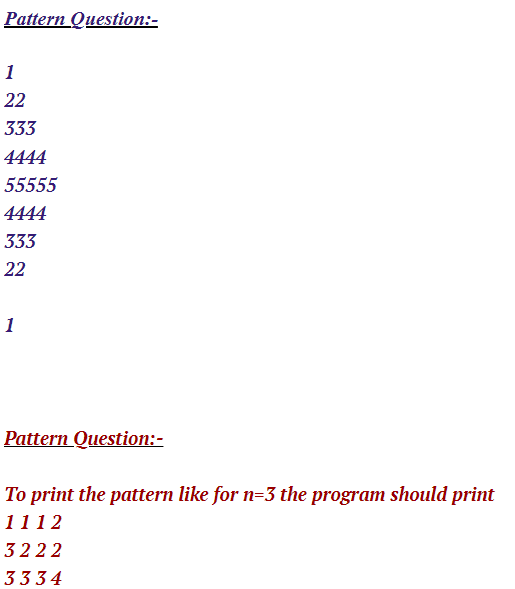 Pattern Question:-
1
22
333
4444
55555
4444
333
22
1
Pattern Question:-
To print the pattern like for n=3 the program should print
1 1 1 2
3 2 2 2
3 3 3 4